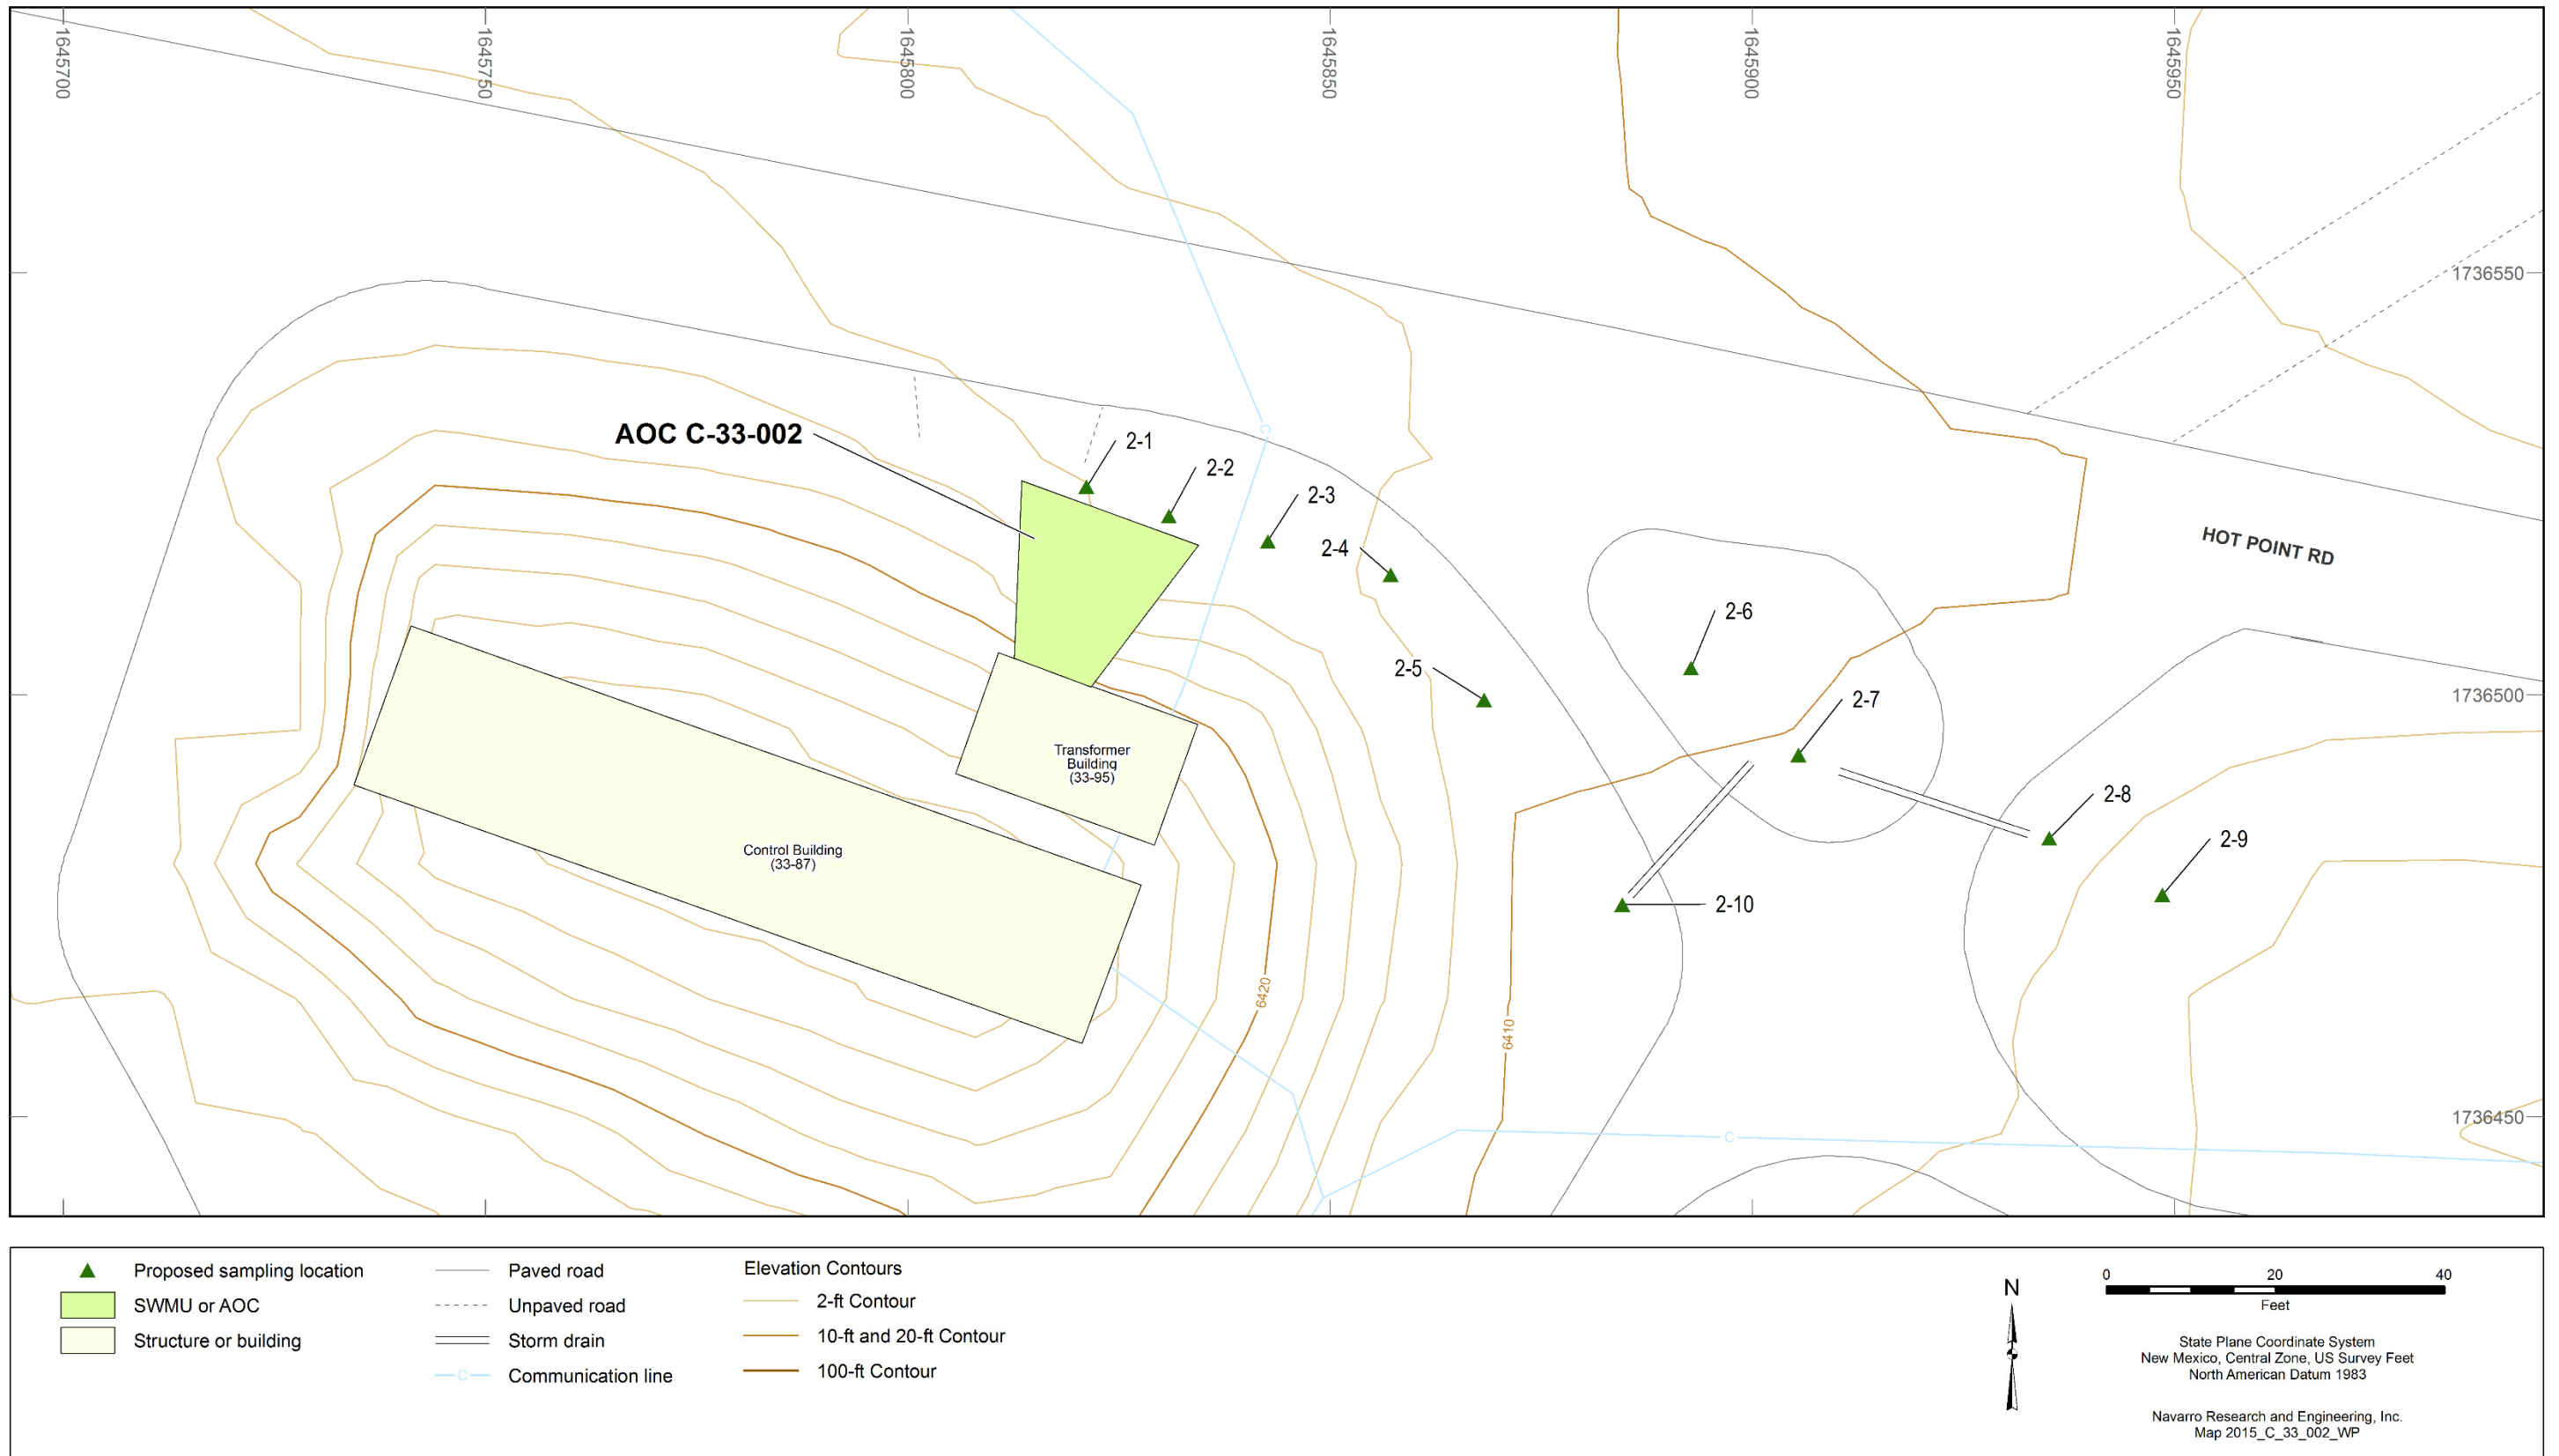 1645700
1645750
1645800
1645850
1645900
1645950
1736550
C
AOC C-33-002
2-1
2-2
2-3
2-4
HOT POINT RD
2-6
2-5
1736500
2-7
Transformer
Building
(33-95)
2-8
2-9
Control Building
(33-87)
2-10
6420
6410
1736450
C
Proposed sampling location
SWMU or AOC
Structure or building
Paved road
Unpaved road
Storm drain
C
Communication line
Elevation Contours
2-ft Contour
10-ft and 20-ft Contour
100-ft Contour
N
0 20 40
Feet
State Plane Coordinate System
New Mexico, Central Zone, US Survey Feet
North American Datum 1983
Navarro Research and Engineering, Inc.
Map 2015_C_33_002_WP